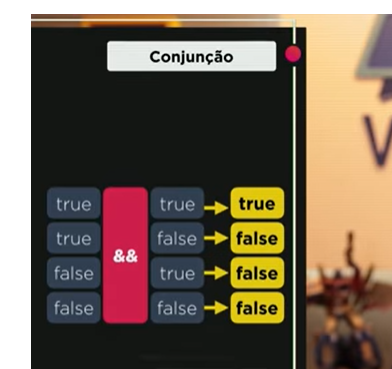 Conjunção
true && true true
true false false
false true false
false false false
V